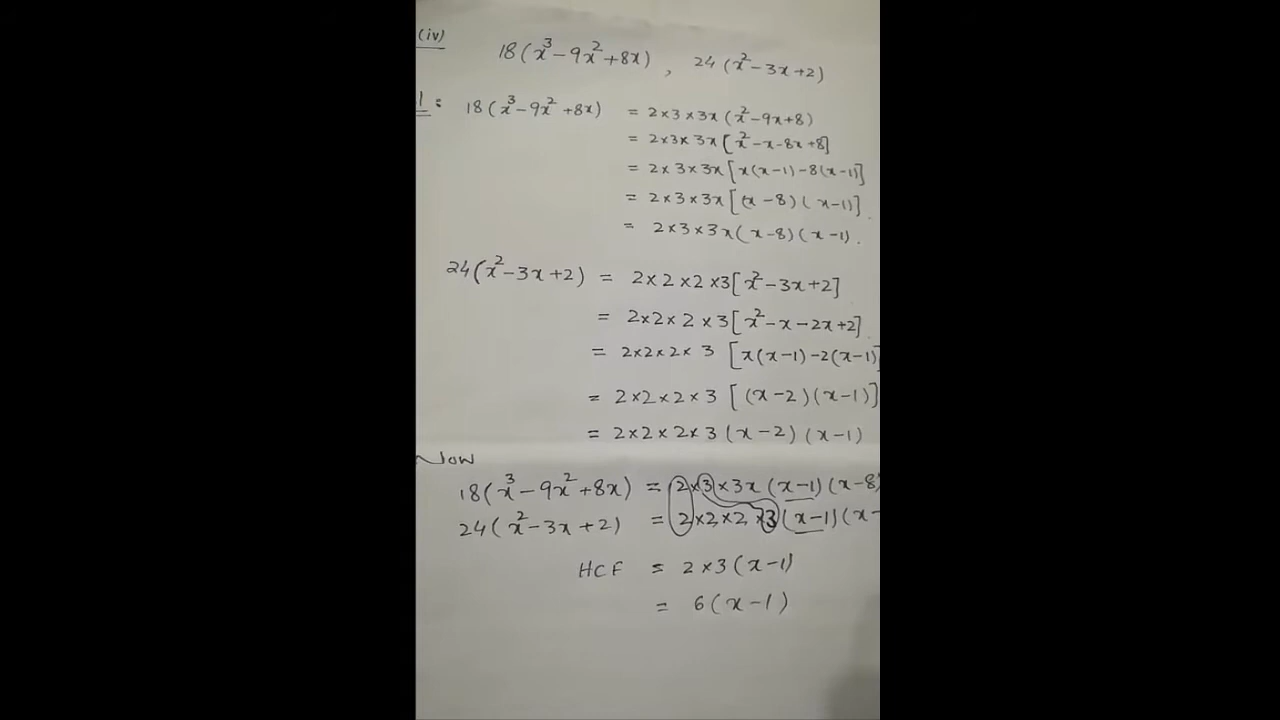 (iv)
18(x³-9x²+8x) , 24(x²-3x+2)
: 18(x³-9x²+8x) = 2×3×3x(x²-9x+8)
= 2×3×3x[x²-x-8x+8]
= 2×3×3x[x(x-1)-8(x-1)]
= 2×3×3x[(x-8)(x-1)].
= 2×3×3x(x-8)(x-1).
24(x²-3x+2) = 2×2×2×3[x²-3x+2]
= 2×2×2×3[x²-x-2x+2].
= 2×2×2×3 [x(x-1)-2(x-1)]
= 2×2×2×3 [(x-2)(x-1)]
= 2×2×2×3(x-2)(x-1)
Now
18(x³-9x²+8x) = 2×3×3x(x-1)(x-8)
24(x²-3x+2) = 2×2×2×3(x-1)(x-
HCF = 2×3(x-1)
= 6(x-1)